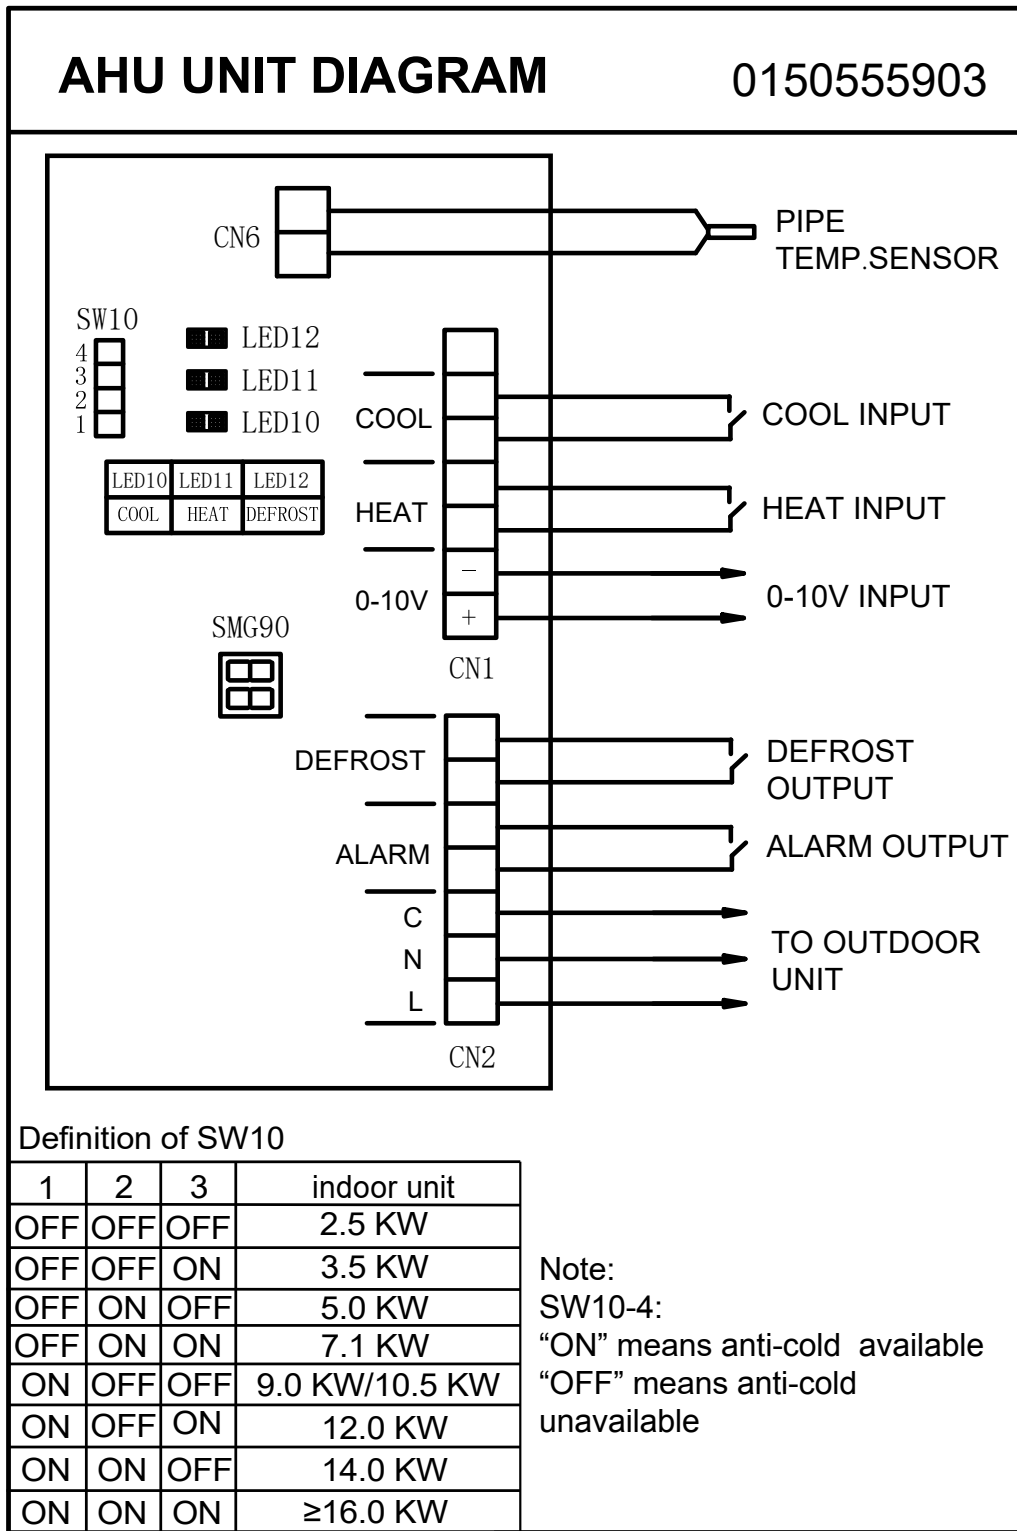 AHU UNIT DIAGRAM 0150555903
CN6
PIPE
TEMP.SENSOR
SW10
4
3
2
1
LED12
LED11
LED10
COOL
COOL INPUT
LED10 LED11 LED12
COOL HEAT DEFROST
HEAT
HEAT INPUT
0-10V
−
+
0-10V INPUT
SMG90
CN1
DEFROST
DEFROST
OUTPUT
ALARM
ALARM OUTPUT
C
N
L
TO OUTDOOR
UNIT
CN2
Definition of SW10
1 2 3 indoor unit
OFF OFF OFF 2.5 KW
OFF OFF ON 3.5 KW
OFF ON OFF 5.0 KW
OFF ON ON 7.1 KW
ON OFF OFF 9.0 KW/10.5 KW
ON OFF ON 12.0 KW
ON ON OFF 14.0 KW
ON ON ON ≥16.0 KW
Note:
SW10-4:
“ON” means anti-cold available
“OFF” means anti-cold
unavailable